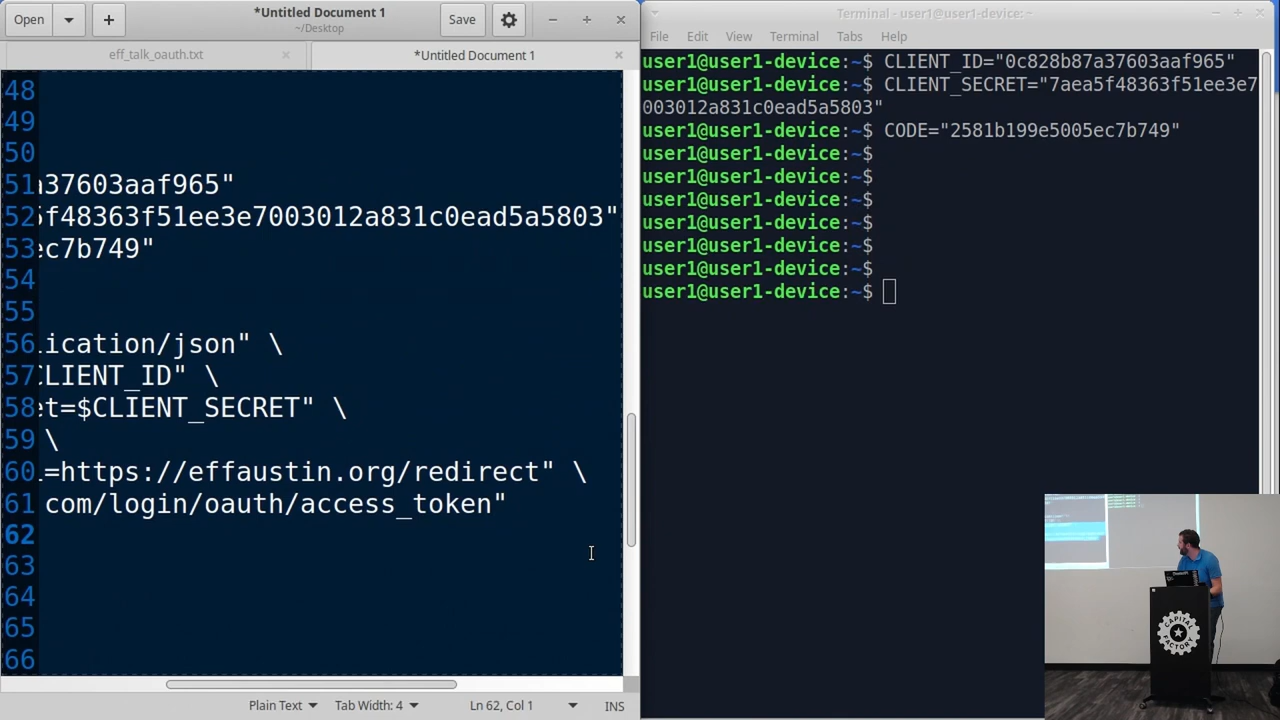 Open
*Untitled Document 1
~/Desktop
Save
eff_talk_oauth.txt
*Untitled Document 1
48
49
50
51 a37603aaf965"
52 5f48363f51ee3e7003012a831c0ead5a5803"
53 ec7b749"
54
55
56 ication/json" \
57 CLIENT_ID" \
58 et=$CLIENT_SECRET" \
59 \
60 =https://effaustin.org/redirect" \
61 com/login/oauth/access_token"
62
63
64
65
66
Plain Text
Tab Width: 4
Ln 62, Col 1
INS
Terminal - user1@user1-device: ~
File Edit View Terminal Tabs Help
user1@user1-device:~$ CLIENT_ID="0c828b87a37603aaf965"
user1@user1-device:~$ CLIENT_SECRET="7aea5f48363f51ee3e7
003012a831c0ead5a5803"
user1@user1-device:~$ CODE="2581b199e5005ec7b749"
user1@user1-device:~$
user1@user1-device:~$
user1@user1-device:~$
user1@user1-device:~$
user1@user1-device:~$
user1@user1-device:~$
user1@user1-device:~$
CAPITAL
FACTORY